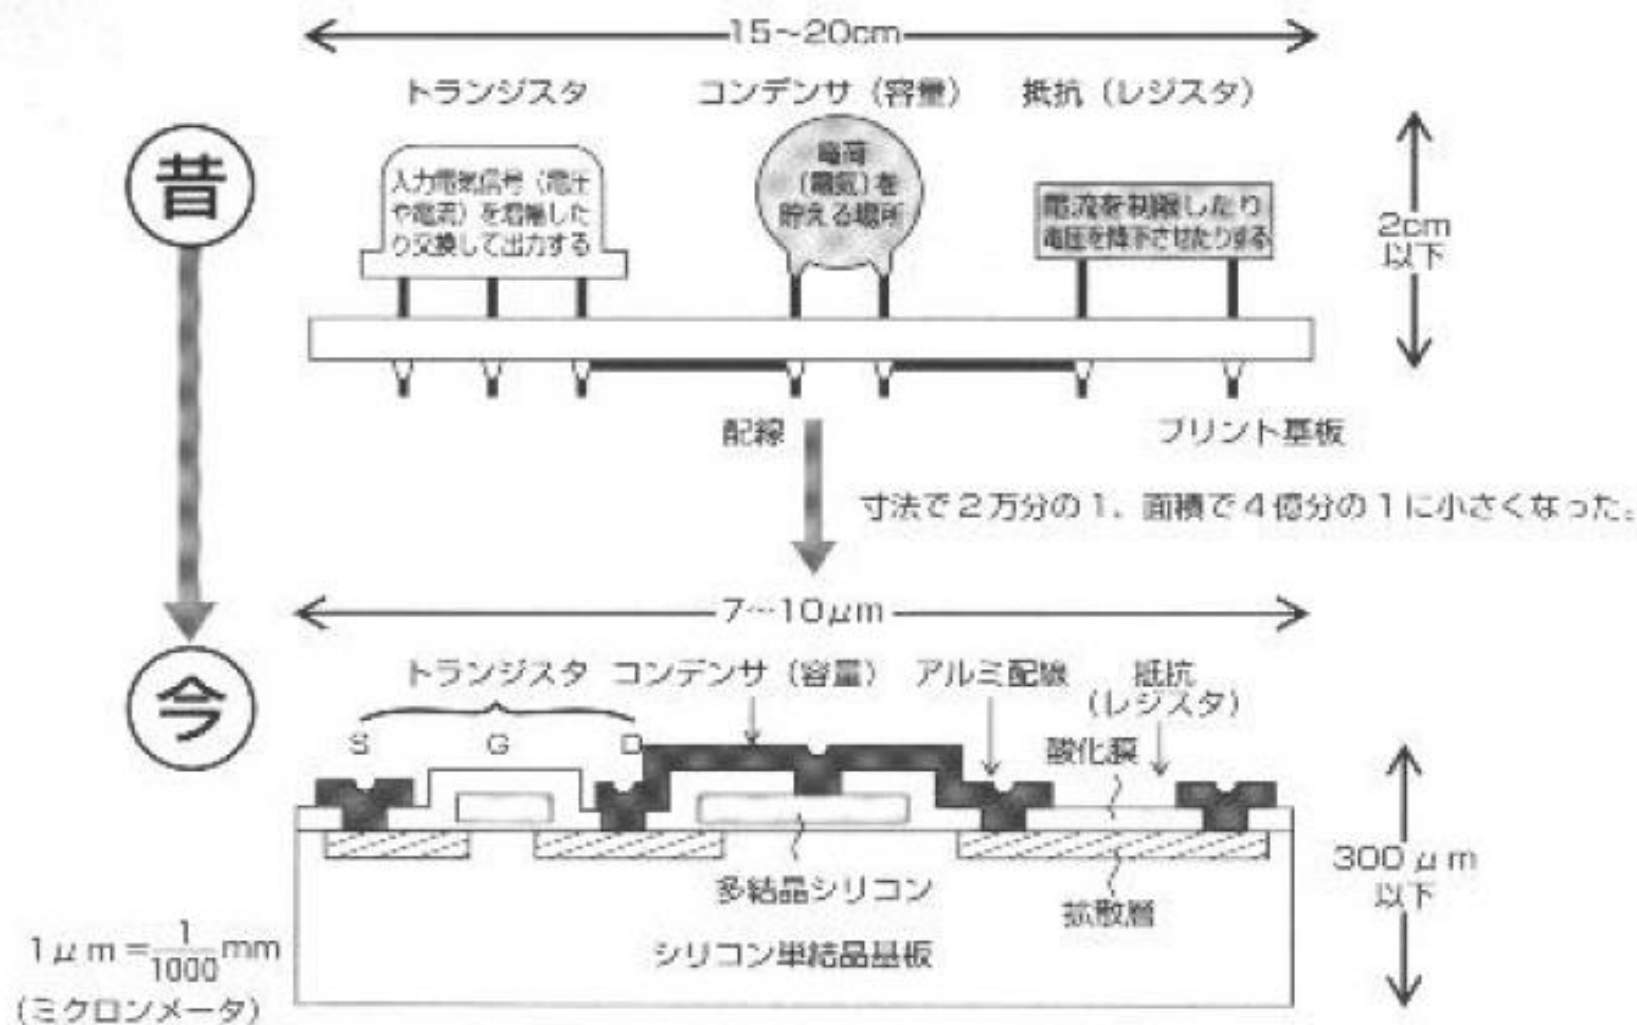 15~20cm
トランジスタ
コンデンサ（容量）
抵抗（レジスタ）
昔
入力電気信号（電圧
や電流）を増幅した
り交換して出力する
電荷
（電気）を
貯える場所
電流を制限したり
電圧を降下させたりする
2cm
以下
配線
プリント基板
寸法で２万分の１、面積で４億分の１に小さくなった。
7~10μm
今
トランジスタ
コンデンサ（容量）
アルミ配線
抵抗
（レジスタ）
S
G
D
酸化膜
多結晶シリコン
拡散層
300μm
以下
シリコン単結晶基板
1μm=1/1000mm
（ミクロンメータ）